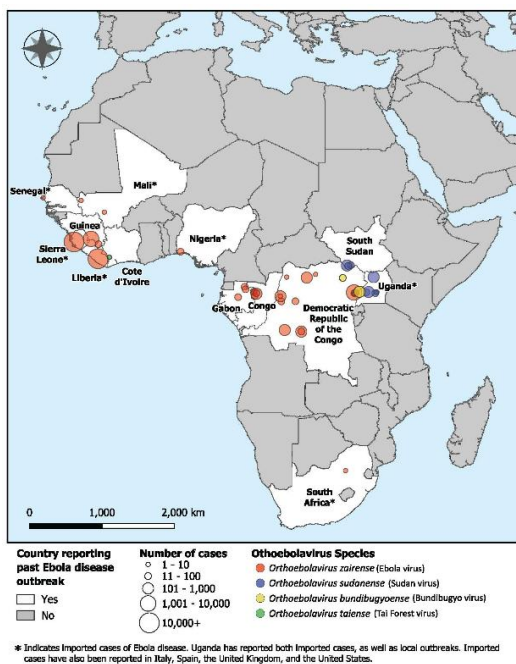 Senegal*
Mali*
Guinea
Sierra
Leone*
Liberia*
Cote
d'Ivoire
Nigeria*
South
Sudan
Uganda*
Gabon
Congo
Democratic
Republic
of the
Congo
South
Africa*
0 1,000 2,000 km
Country reporting
past Ebola disease
outbreak
Yes
No
Number of cases
1 - 10
11 - 100
101 - 1,000
1,001 - 10,000
10,000+
Orthoebolavirus Species
Orthoebolavirus zairense (Ebola virus)
Orthoebolavirus sudanense (Sudan virus)
Orthoebolavirus bundibugyoense (Bundibugyo virus)
Orthoebolavirus taiense (Tai Forest virus)
* Indicates imported cases of Ebola disease. Uganda has reported both imported cases, as well as local outbreaks. Imported
cases have also been reported in Italy, Spain, the United Kingdom, and the United States.